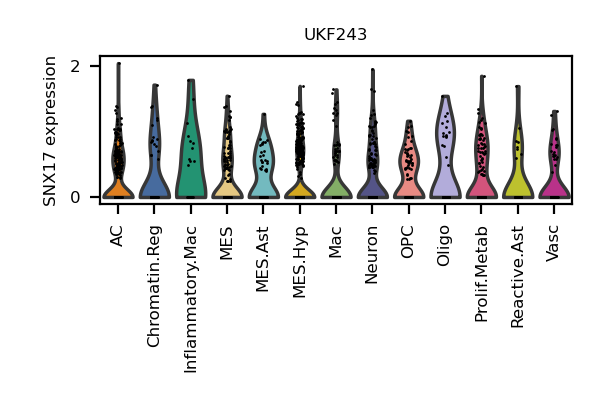 UKF243
SNX17 expression
2
0
AC
Chromatin.Reg
Inflammatory.Mac
MES
MES.Ast
MES.Hyp
Mac
Neuron
OPC
Oligo
Prolif.Metab
Reactive.Ast
Vasc